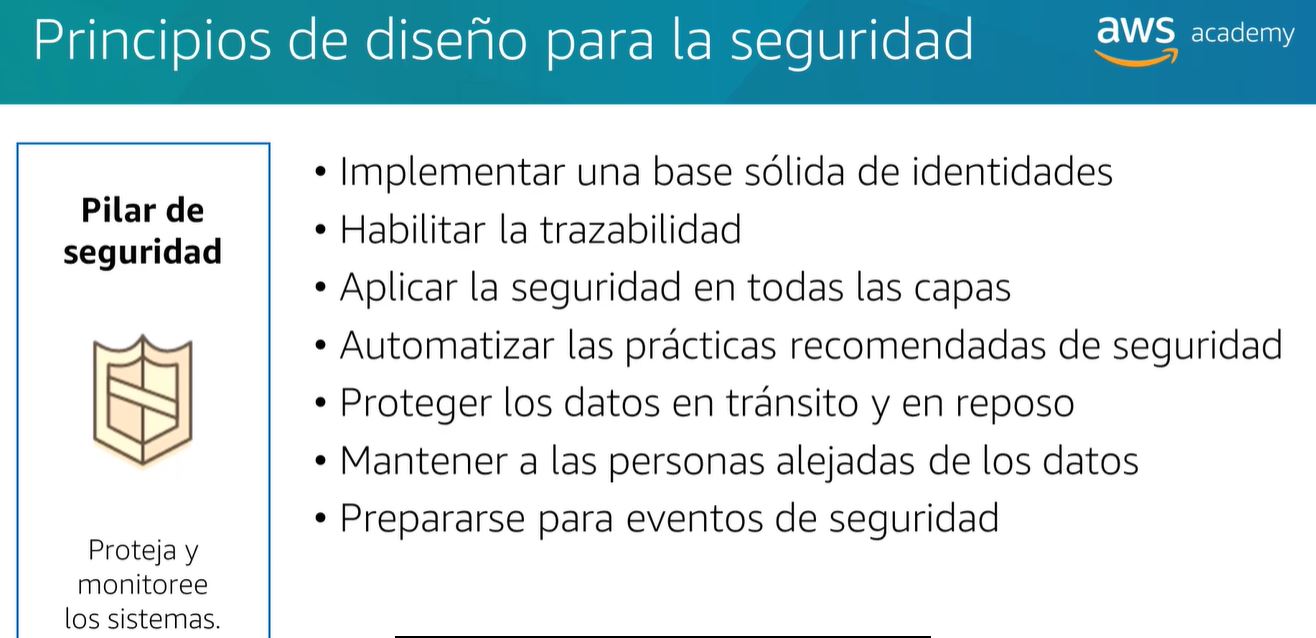 Principios de diseño para la seguridad
aws academy
Pilar de
seguridad
Proteja y
monitoree
los sistemas.
• Implementar una base sólida de identidades
• Habilitar la trazabilidad
• Aplicar la seguridad en todas las capas
• Automatizar las prácticas recomendadas de seguridad
• Proteger los datos en tránsito y en reposo
• Mantener a las personas alejadas de los datos
• Prepararse para eventos de seguridad